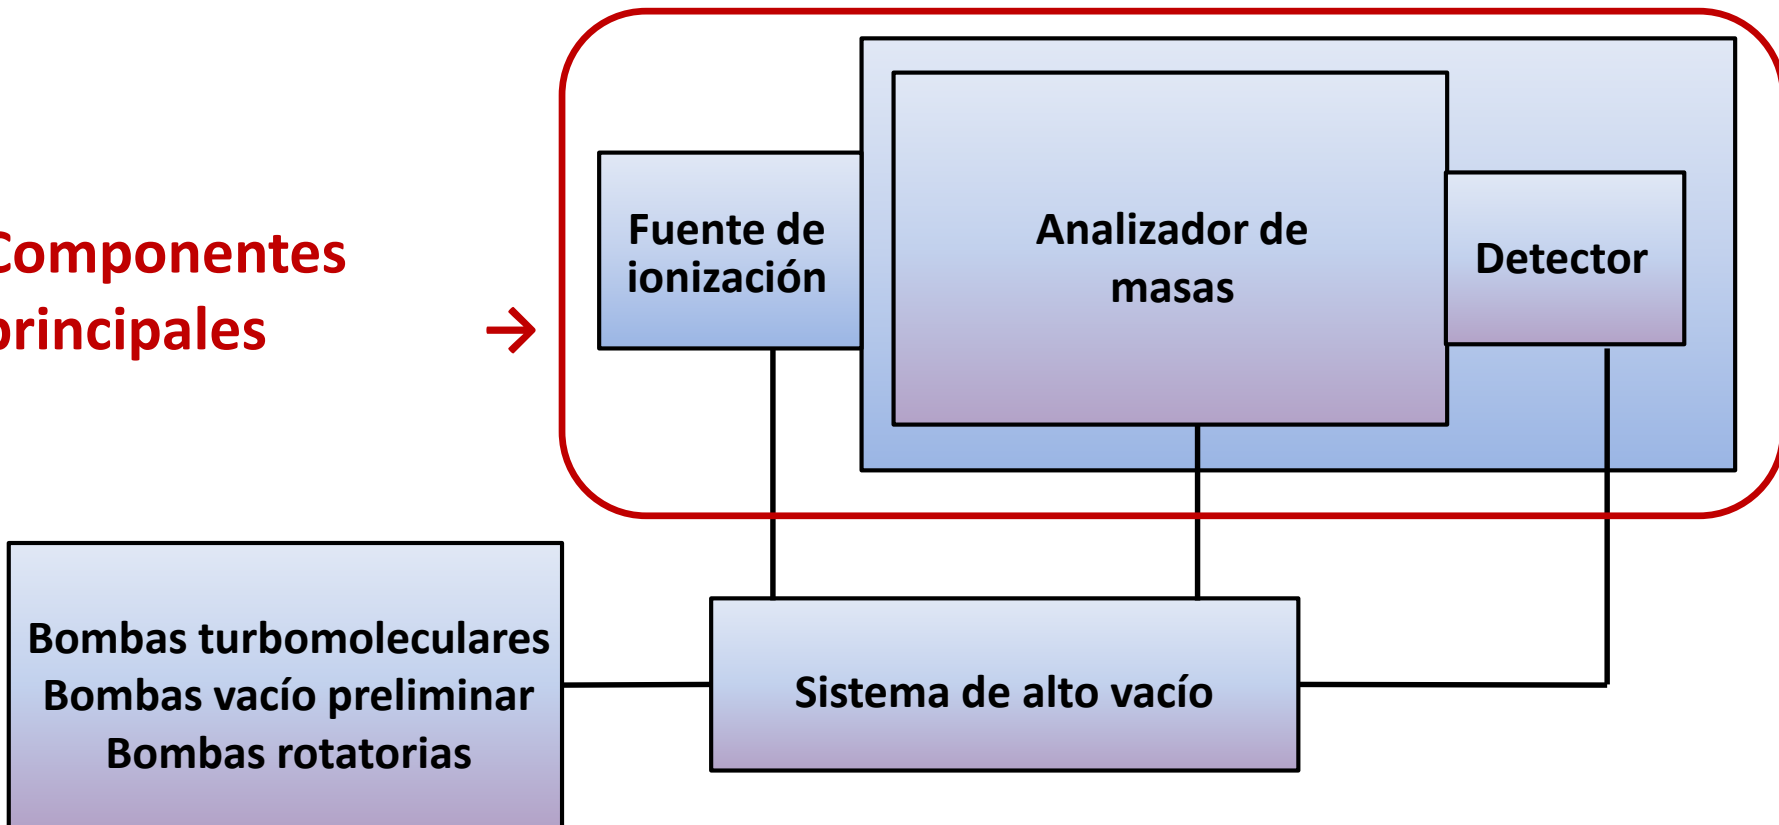 Componentes
principales →
Fuente de
ionización
Analizador de
masas
Detector
Bombas turbomoleculares
Bombas vacío preliminar
Bombas rotatorias
Sistema de alto vacío